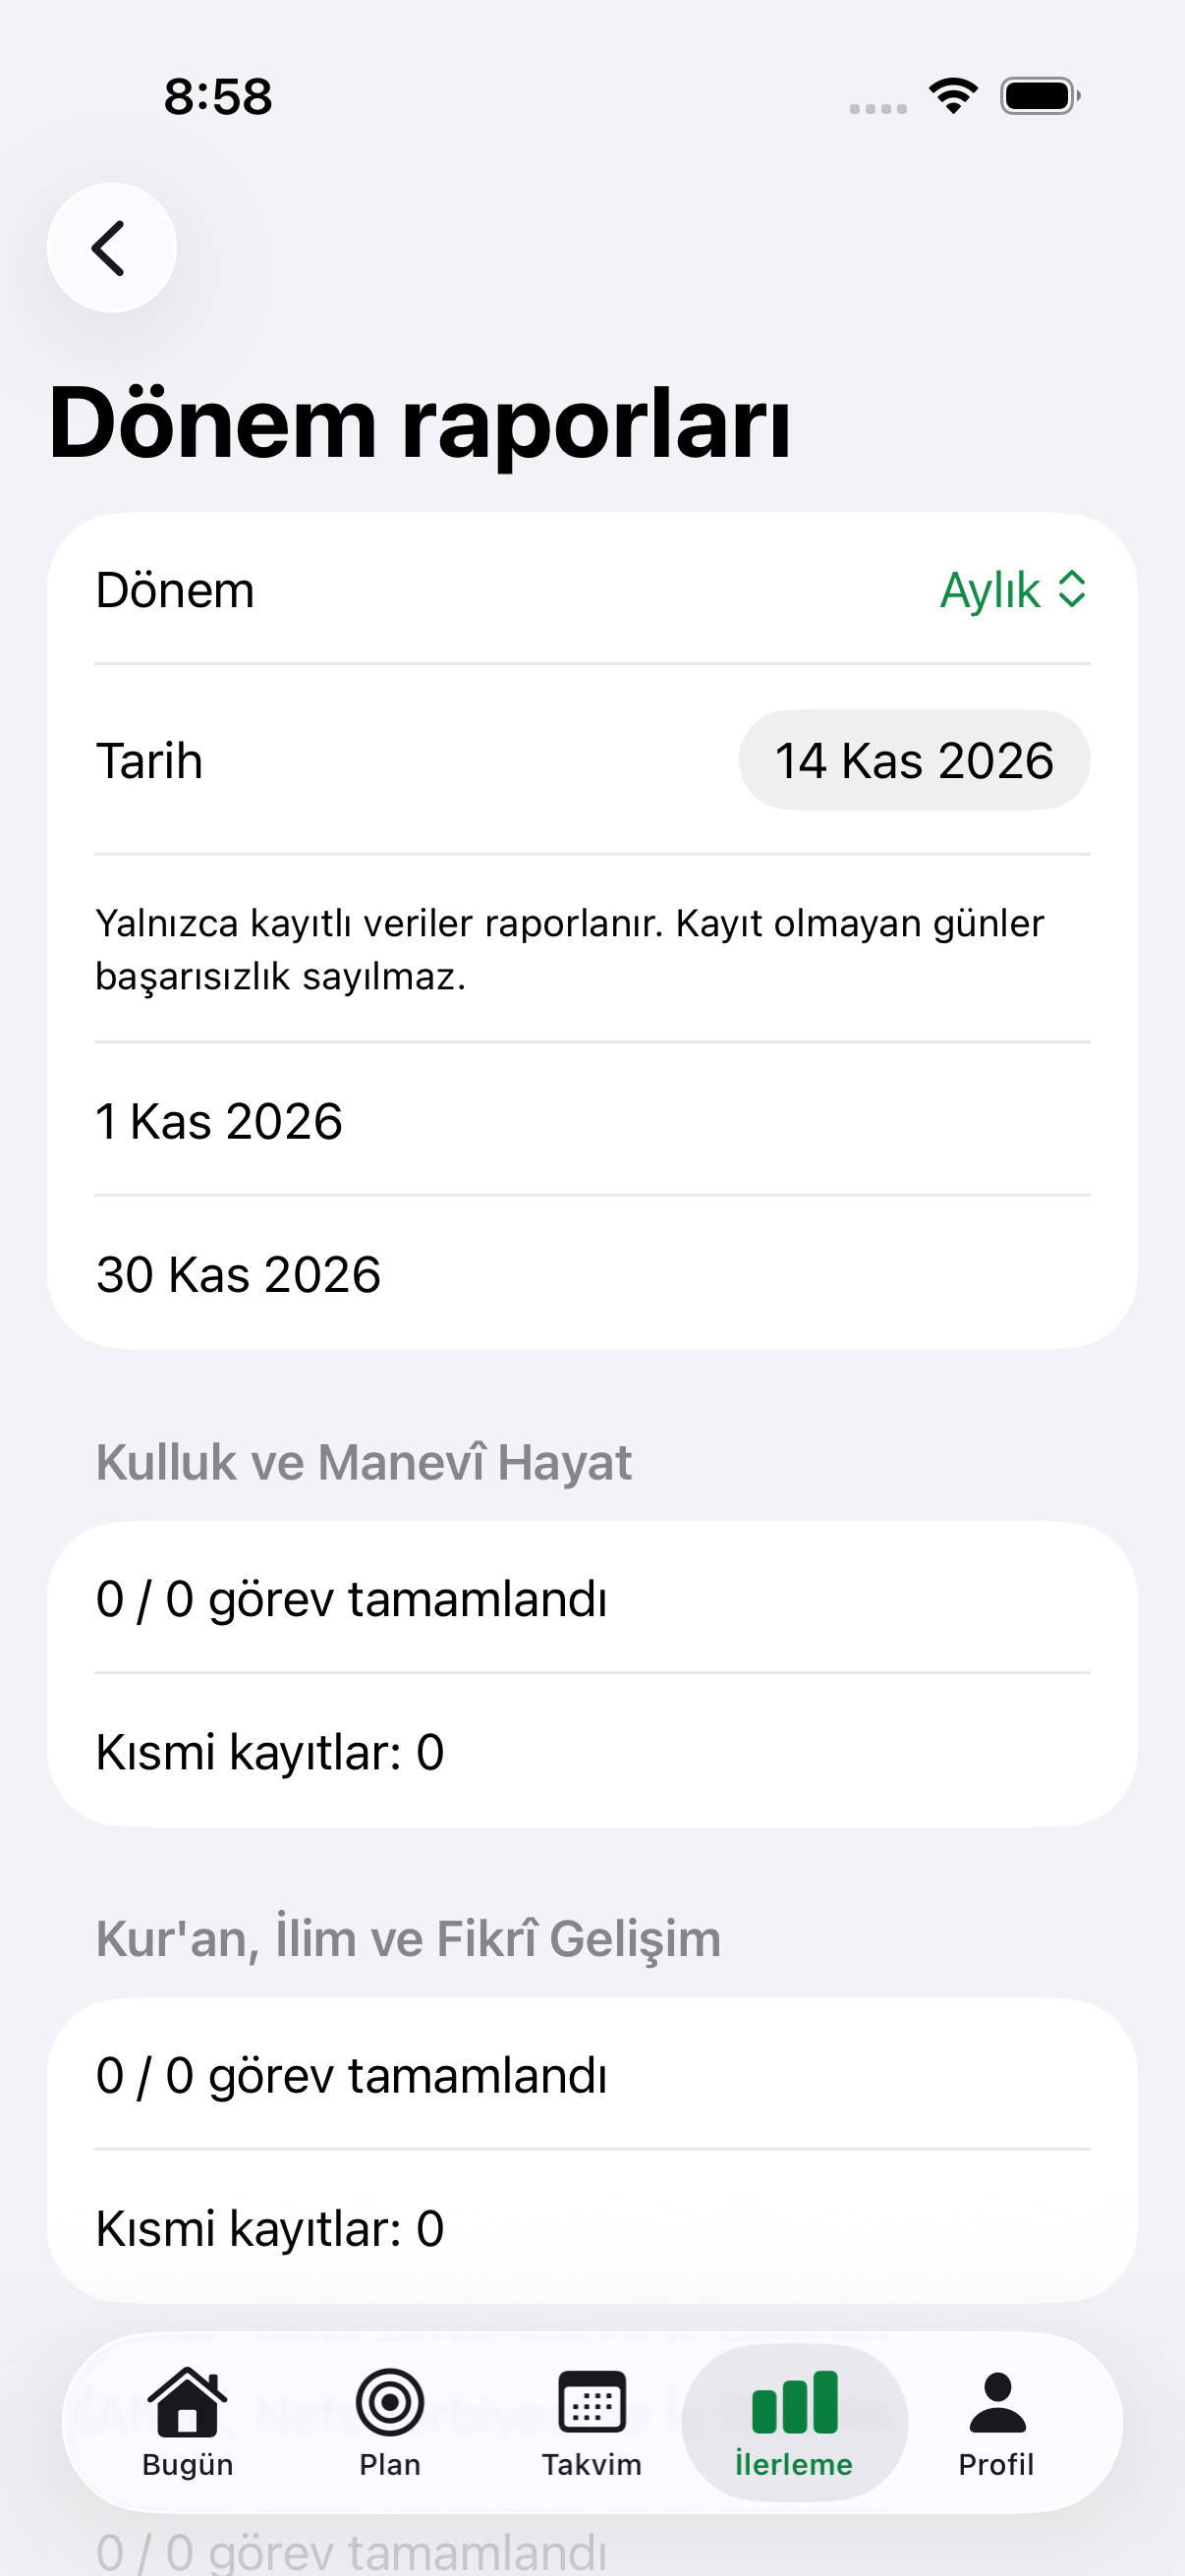 8:58
Dönem raporları
Dönem
Aylık
Tarih
14 Kas 2026
Yalnızca kayıtlı veriler raporlanır. Kayıt olmayan günler
başarısızlık sayılmaz.
1 Kas 2026
30 Kas 2026
Kulluk ve Manevî Hayat
0 / 0 görev tamamlandı
Kısmi kayıtlar: 0
Kur'an, İlim ve Fikrî Gelişim
0 / 0 görev tamamlandı
Kısmi kayıtlar: 0
Bugün
Plan
Takvim
İlerleme
Profil
0 / 0 görev tamamlandı